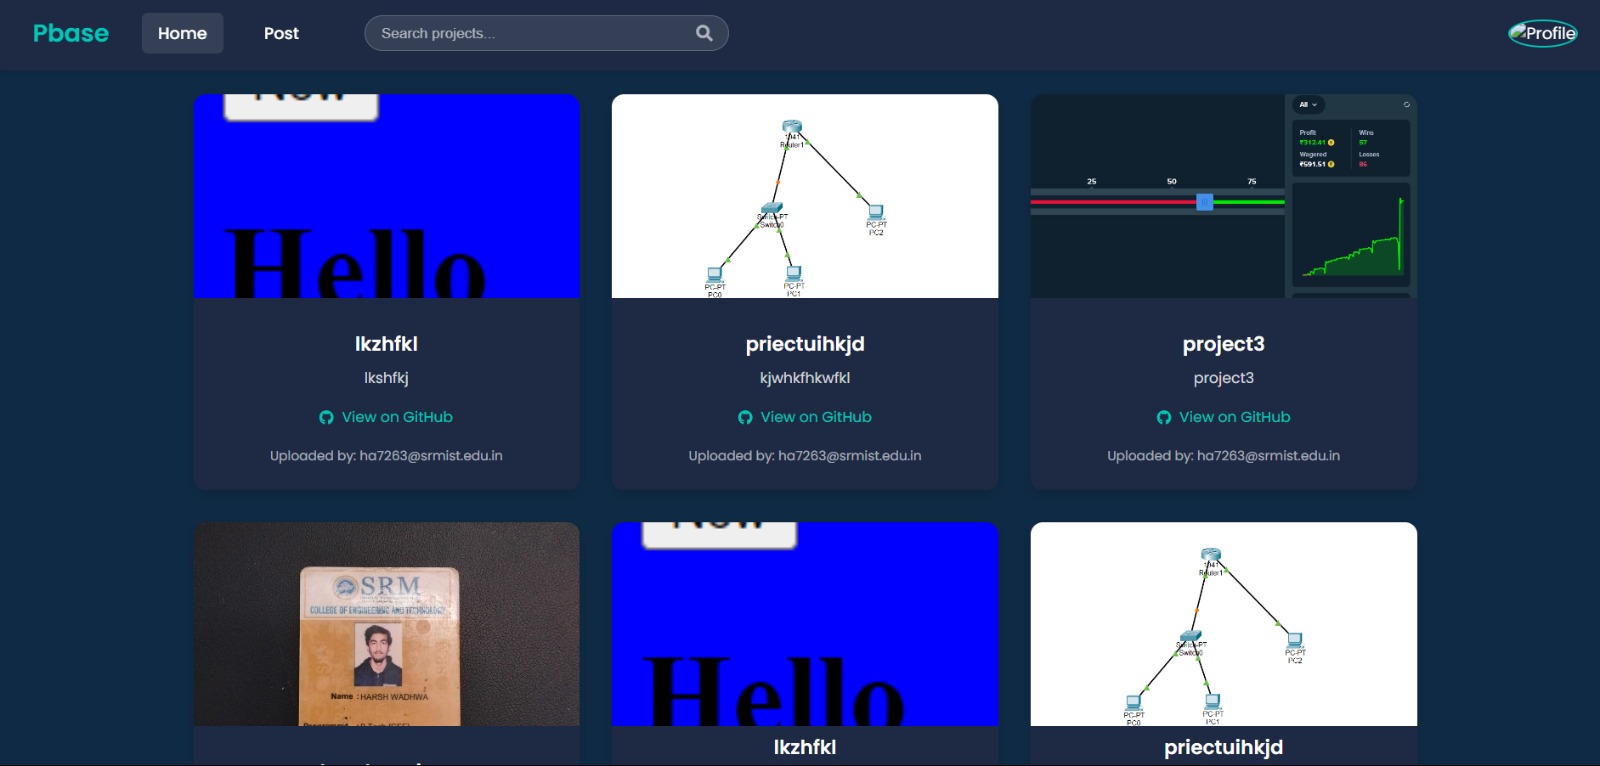 Pbase
Home
Post
Search projects...
Profile
Hello
1941
Router1
Switch-PT
Switch0
PC-PT
PC2
PC-PT
PC0
PC-PT
PC1
All
Profit
₹312.41
Wins
57
Wagered
₹591.51
Losses
86
25
50
75
lkzhfkl
lkshfkj
View on GitHub
Uploaded by: ha7263@srmist.edu.in
priectuihkjd
kjwhkfhkwfkl
View on GitHub
Uploaded by: ha7263@srmist.edu.in
project3
project3
View on GitHub
Uploaded by: ha7263@srmist.edu.in
SRM
COLLEGE OF ENGINEERING AND TECHNOLOGY
Name : HARSH WADHWA
Hello
lkzhfkl
1941
Router1
Switch-PT
Switch0
PC-PT
PC2
PC-PT
PC0
PC-PT
PC1
priectuihkjd